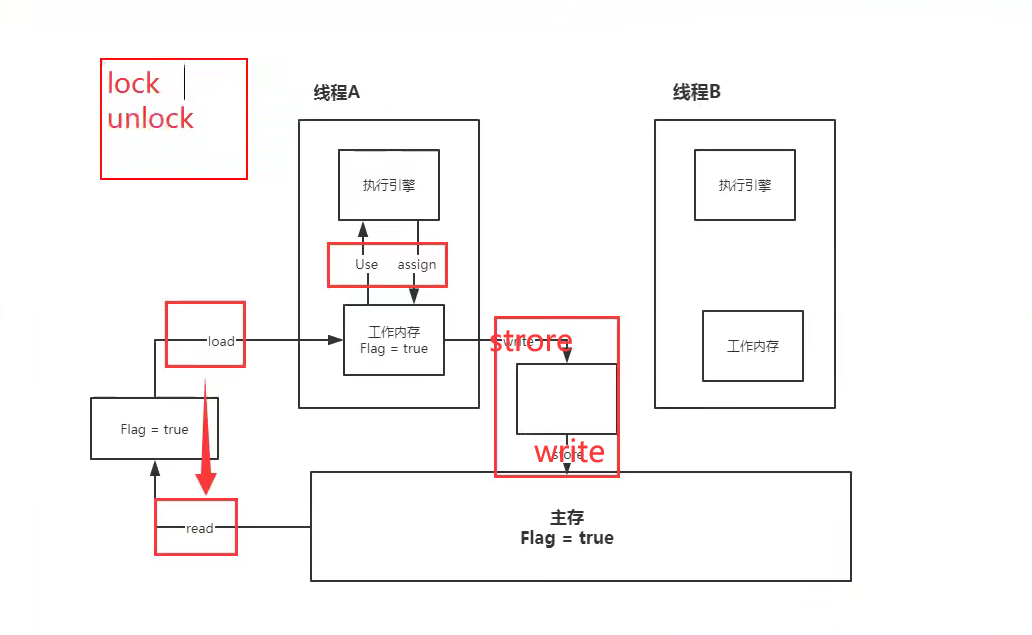 lock
unlock
线程A
线程B
执行引擎
执行引擎
Use
assign
工作内存
Flag = true
load
write
strore
工作内存
Flag = true
write
store
read
主存
Flag = true